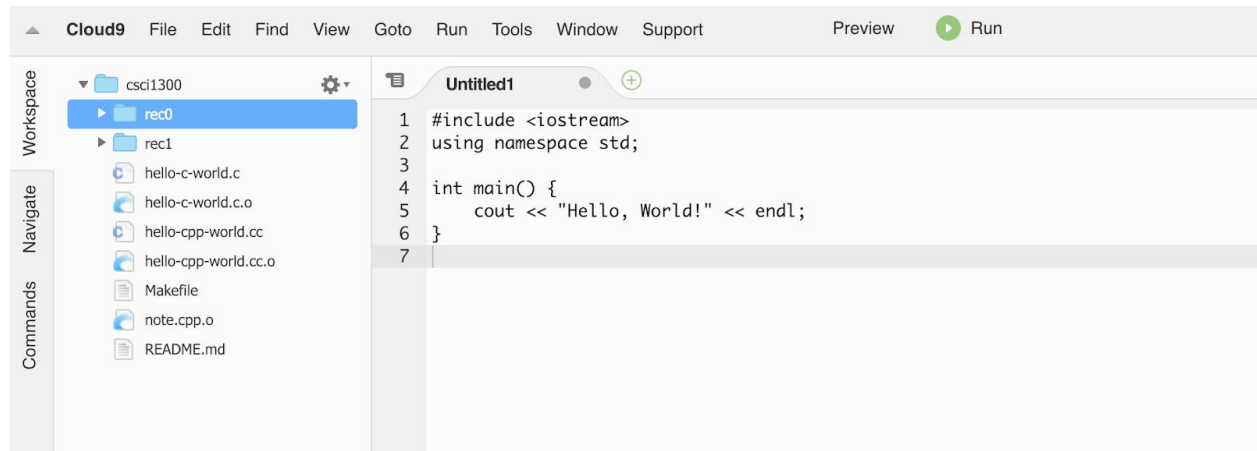 Cloud9 File Edit Find View Goto Run Tools Window Support Preview Run
Workspace
Navigate
Commands
csci1300
rec0
rec1
hello-c-world.c
hello-c-world.c.o
hello-cpp-world.cc
hello-cpp-world.cc.o
Makefile
note.cpp.o
README.md
Untitled1
1 #include <iostream>
2 using namespace std;
3
4 int main() {
5     cout << "Hello, World!" << endl;
6 }
7